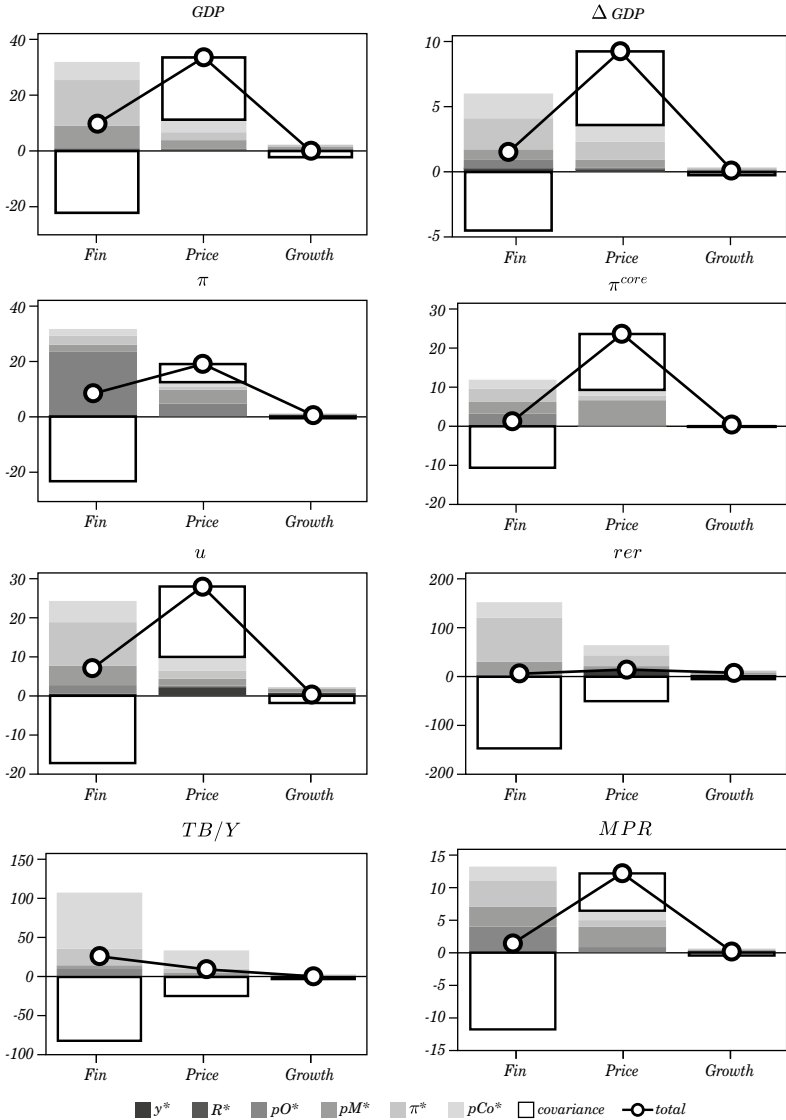 GDP
40
20
0
-20
Fin Price Growth
Δ GDP
10
5
0
-5
Fin Price Growth
π
40
20
0
-20
Fin Price Growth
π^core
30
20
10
0
-10
-20
Fin Price Growth
u
30
20
10
0
-10
-20
Fin Price Growth
rer
200
100
0
-100
-200
Fin Price Growth
TB/Y
150
100
50
0
-50
-100
Fin Price Growth
MPR
15
10
5
0
-5
-10
-15
Fin Price Growth
y* R* pO* pM* π* pCo* covariance total